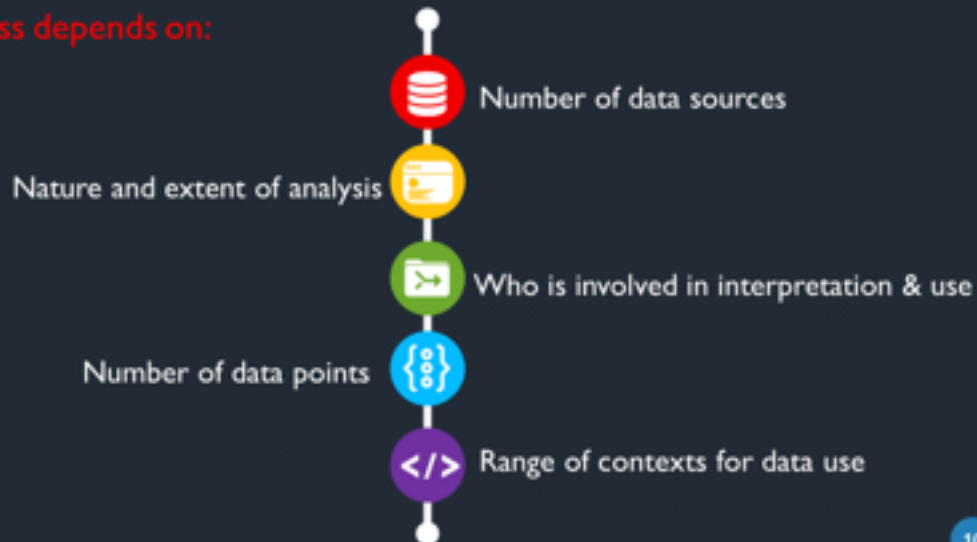 depends on:
Number of data sources
Nature and extent of analysis
Who is involved in interpretation & use
Number of data points
Range of contexts for data use